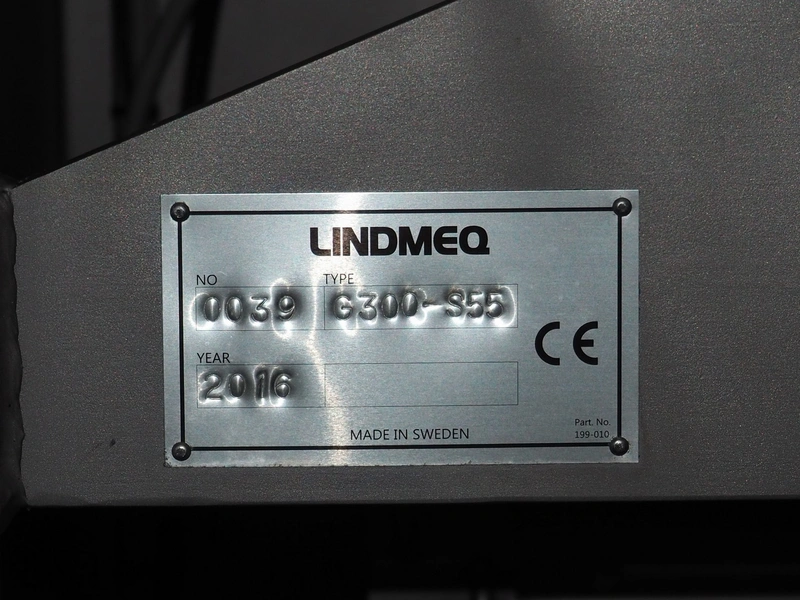 LINDMEQ
NO TYPE
0039 G300-S55
YEAR
2016
MADE IN SWEDEN
CE
Part. No.
199-010